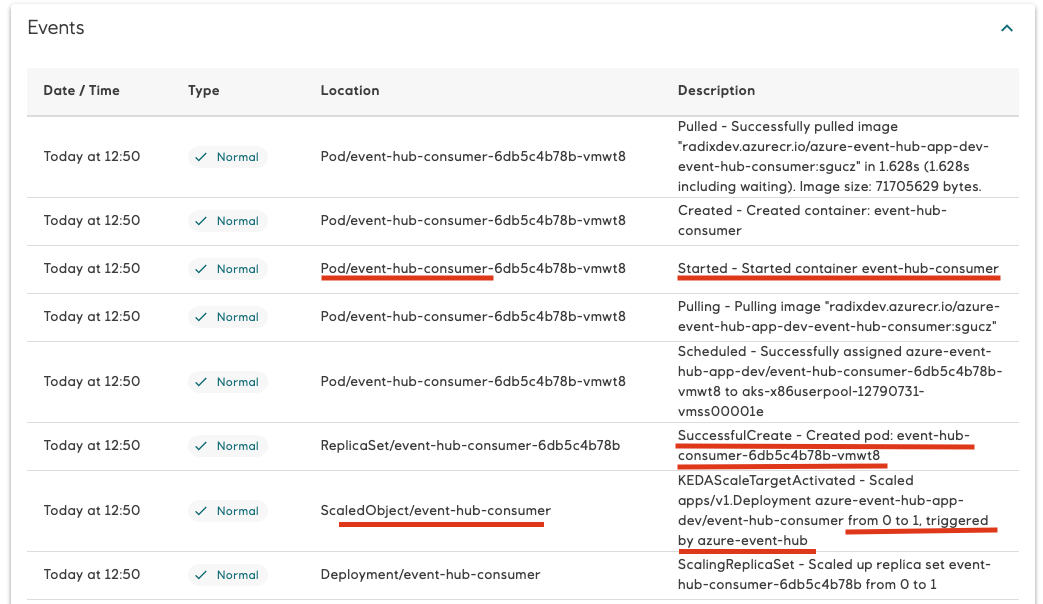 Events
Date / Time Type Location Description
Pulled - Successfully pulled image
"radixdev.azurecr.io/azure-event-hub-app-dev-
Today at 12:50 Normal Pod/event-hub-consumer-6db5c4b78b-vmwt8
event-hub-consumer:sgucz" in 1.628s (1.628s
including waiting). Image size: 71705629 bytes.
Today at 12:50 Normal Pod/event-hub-consumer-6db5c4b78b-vmwt8 Created - Created container: event-hub-
consumer
Today at 12:50 Normal Pod/event-hub-consumer-6db5c4b78b-vmwt8 Started - Started container event-hub-consumer
Today at 12:50 Normal Pod/event-hub-consumer-6db5c4b78b-vmwt8 Pulling - Pulling image "radixdev.azurecr.io/azure-
event-hub-app-dev-event-hub-consumer:sgucz"
Today at 12:50 Normal Pod/event-hub-consumer-6db5c4b78b-vmwt8 Scheduled - Successfully assigned azure-event-
hub-app-dev/event-hub-consumer-6db5c4b78b-
vmwt8 to aks-x86userpool-12790731-
vmss00001e
Today at 12:50 Normal ReplicaSet/event-hub-consumer-6db5c4b78b SuccessfulCreate - Created pod: event-hub-
consumer-6db5c4b78b-vmwt8
Today at 12:50 Normal ScaledObject/event-hub-consumer KEDAScaleTargetActivated - Scaled
apps/v1.Deployment azure-event-hub-app-
dev/event-hub-consumer from 0 to 1, triggered
by azure-event-hub
Today at 12:50 Normal Deployment/event-hub-consumer ScalingReplicaSet - Scaled up replica set event-
hub-consumer-6db5c4b78b from 0 to 1